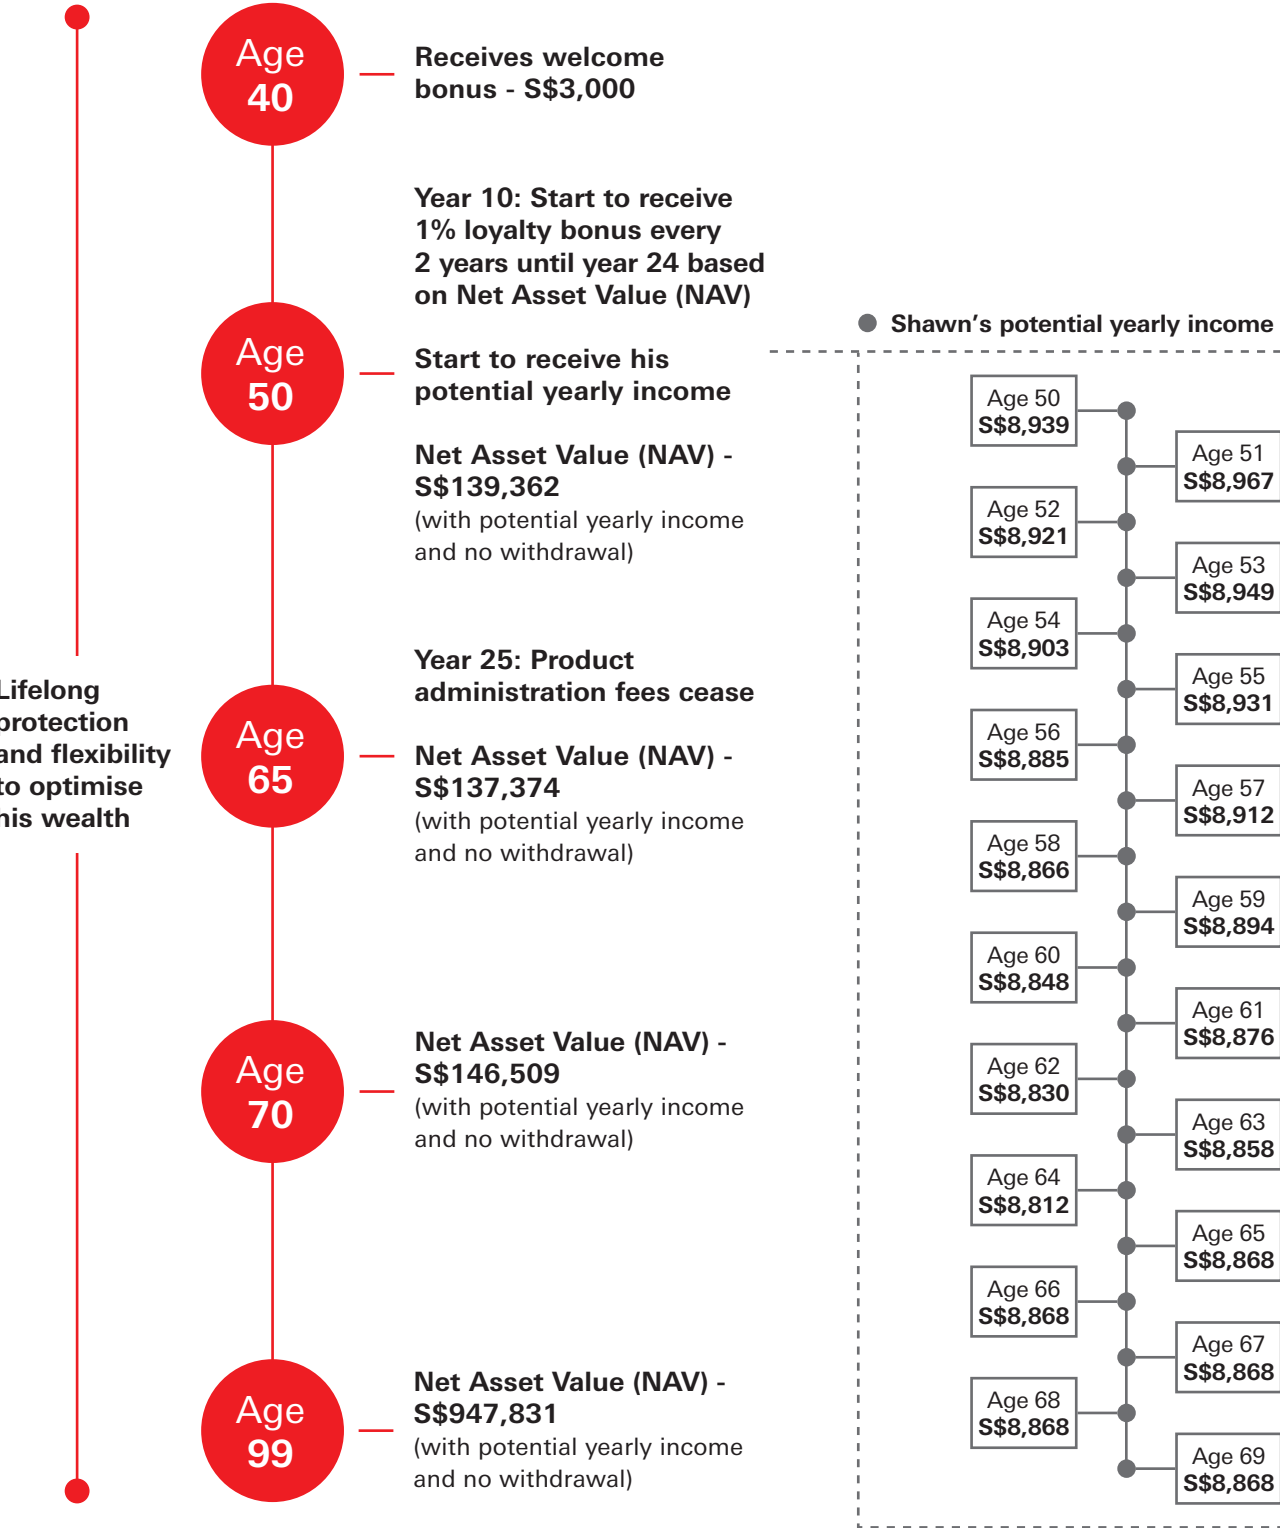 Age
40
Receives welcome
bonus - S$3,000
Year 10: Start to receive
1% loyalty bonus every
2 years until year 24 based
on Net Asset Value (NAV)
Age
50
Start to receive his
potential yearly income
Net Asset Value (NAV) -
S$139,362
(with potential yearly income
and no withdrawal)
Lifelong
protection
and flexibility
to optimise
his wealth
Year 25: Product
administration fees cease
Age
65
Net Asset Value (NAV) -
S$137,374
(with potential yearly income
and no withdrawal)
Age
70
Net Asset Value (NAV) -
S$146,509
(with potential yearly income
and no withdrawal)
Age
99
Net Asset Value (NAV) -
S$947,831
(with potential yearly income
and no withdrawal)
Shawn's potential yearly income
Age 50
S$8,939
Age 51
S$8,967
Age 52
S$8,921
Age 53
S$8,949
Age 54
S$8,903
Age 55
S$8,931
Age 56
S$8,885
Age 57
S$8,912
Age 58
S$8,866
Age 59
S$8,894
Age 60
S$8,848
Age 61
S$8,876
Age 62
S$8,830
Age 63
S$8,858
Age 64
S$8,812
Age 65
S$8,868
Age 66
S$8,868
Age 67
S$8,868
Age 68
S$8,868
Age 69
S$8,868